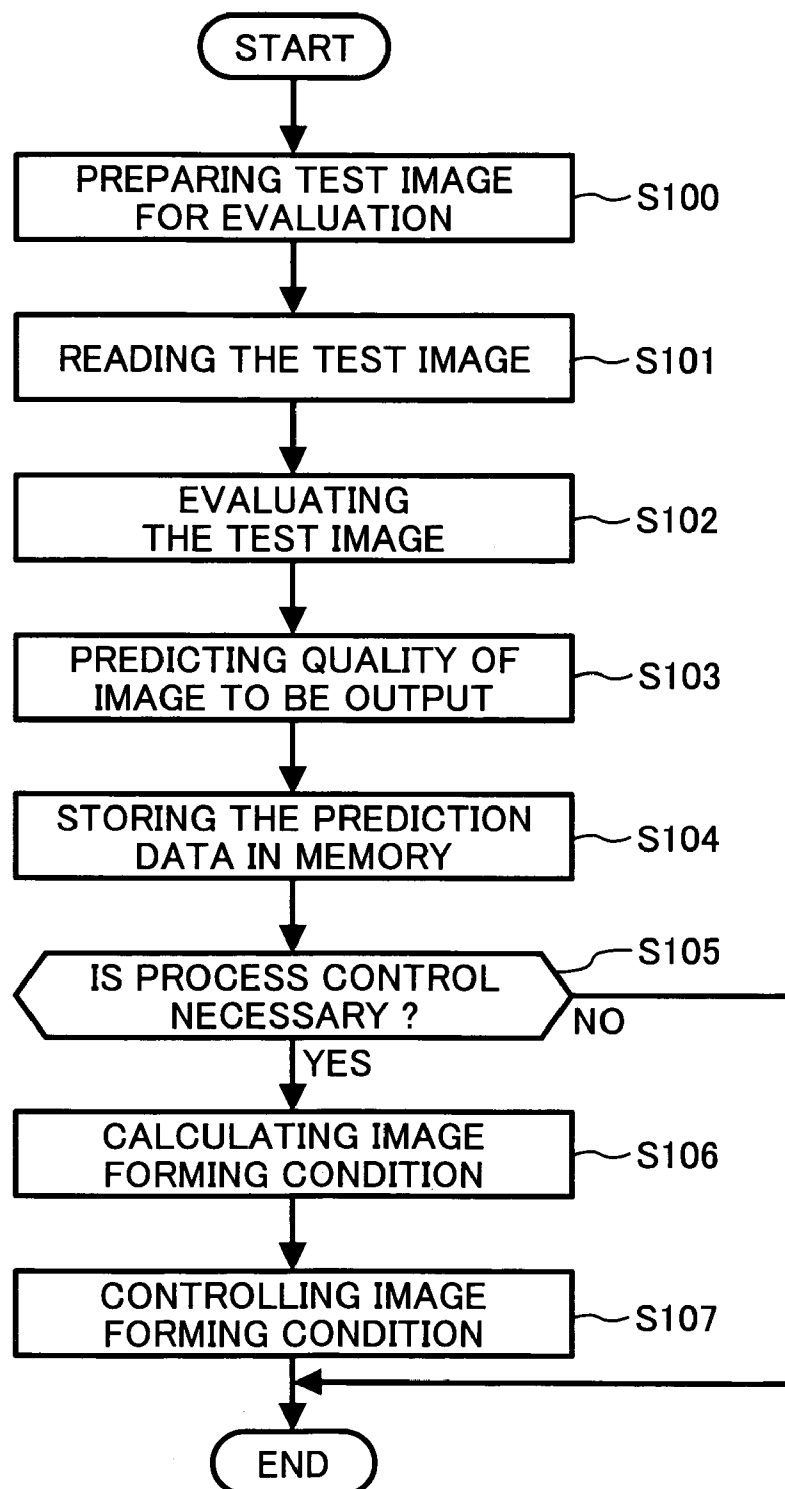 START
PREPARING TEST IMAGE
FOR EVALUATION
S100
READING THE TEST IMAGE
S101
EVALUATING
THE TEST IMAGE
S102
PREDICTING QUALITY OF
IMAGE TO BE OUTPUT
S103
STORING THE PREDICTION
DATA IN MEMORY
S104
IS PROCESS CONTROL
NECESSARY ?
S105
NO
YES
CALCULATING IMAGE
FORMING CONDITION
S106
CONTROLLING IMAGE
FORMING CONDITION
S107
END